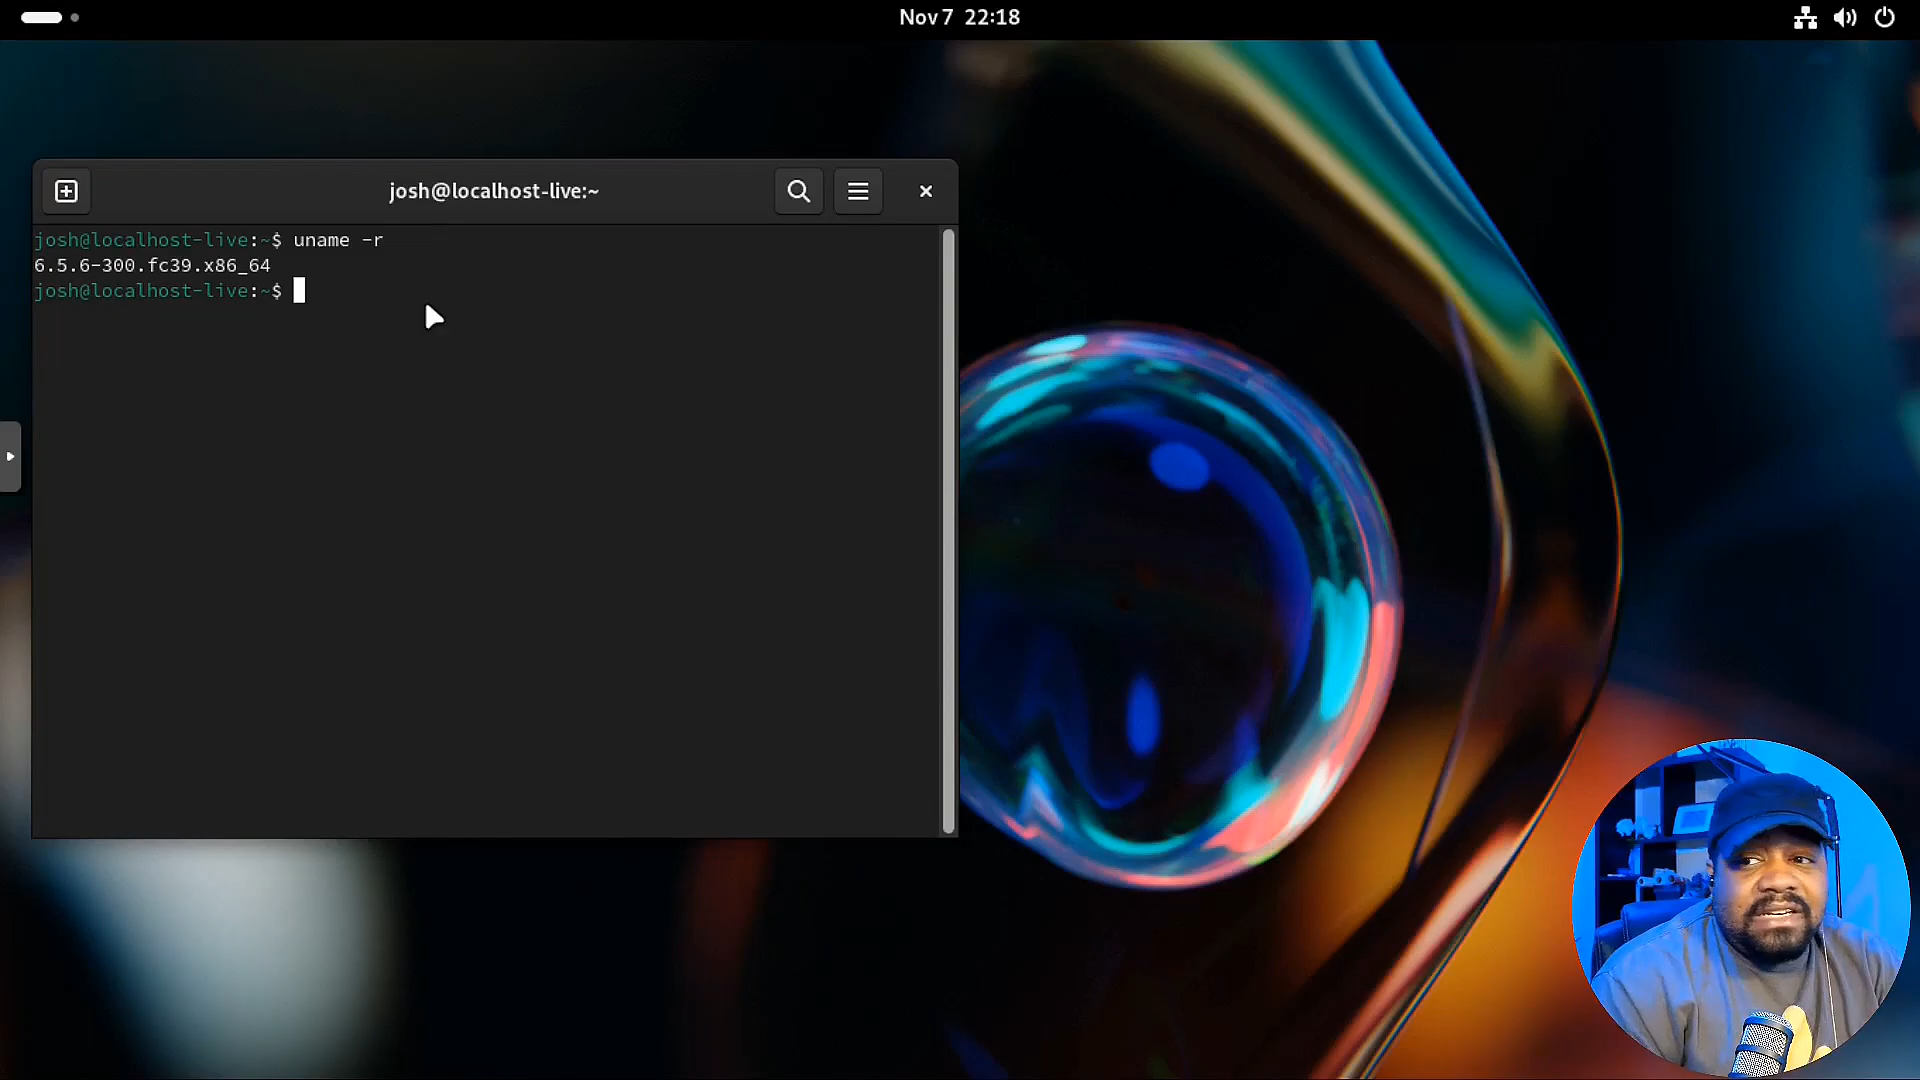 Nov 7 22:18
josh@localhost-live:~
josh@localhost-live:~$ uname -r
6.5.6-300.fc39.x86_64
josh@localhost-live:~$